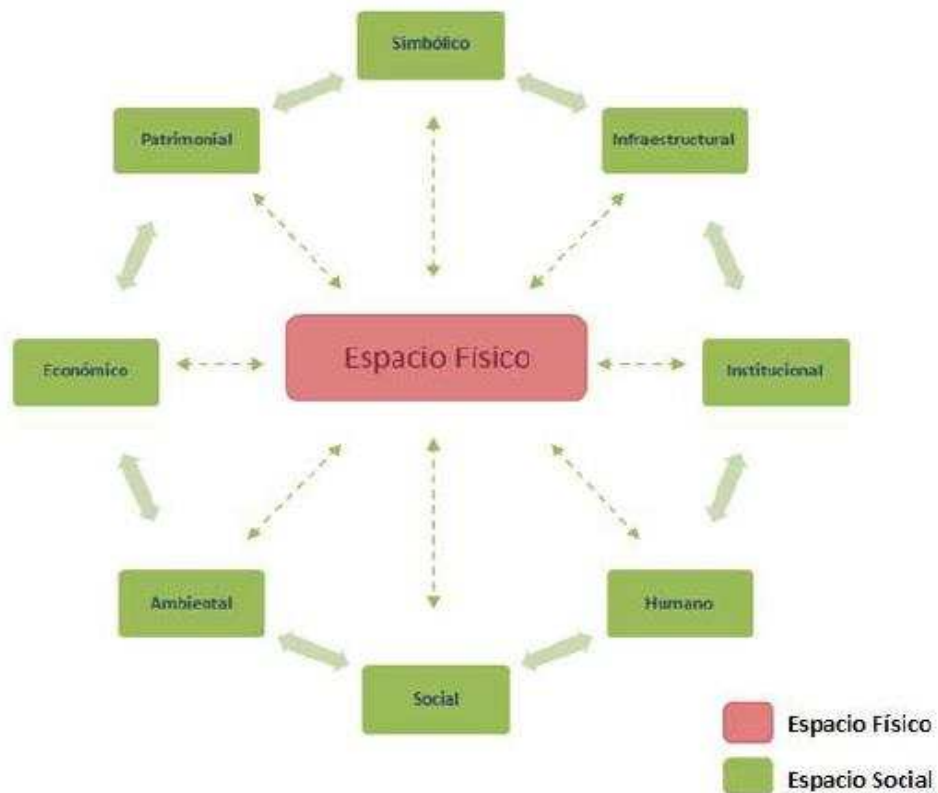 Simbólico
Patrimonial
Infraestructural
Económico
Espacio Físico
Institucional
Ambiental
Humano
Social
Espacio Físico
Espacio Social